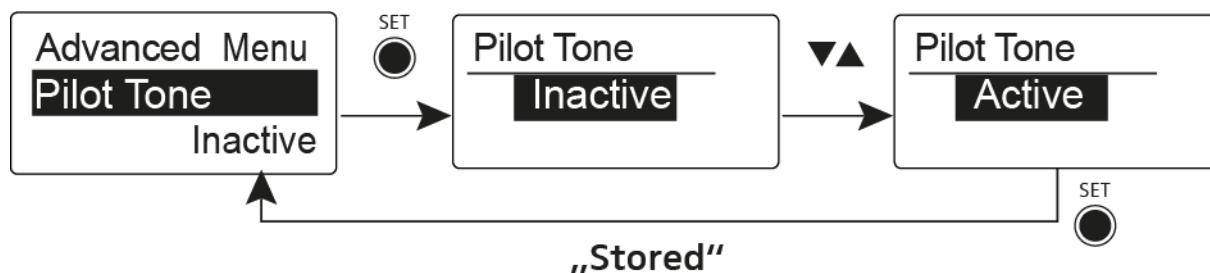 Advanced Menu
Pilot Tone
Inactive
SET
Pilot Tone
Inactive
▼▲
Pilot Tone
Active
SET
„Stored“